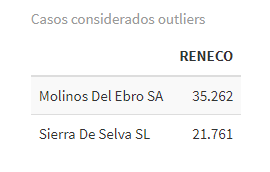 Casos considerados outliers
RENECO
Molinos Del Ebro SA 35.262
Sierra De Selva SL 21.761